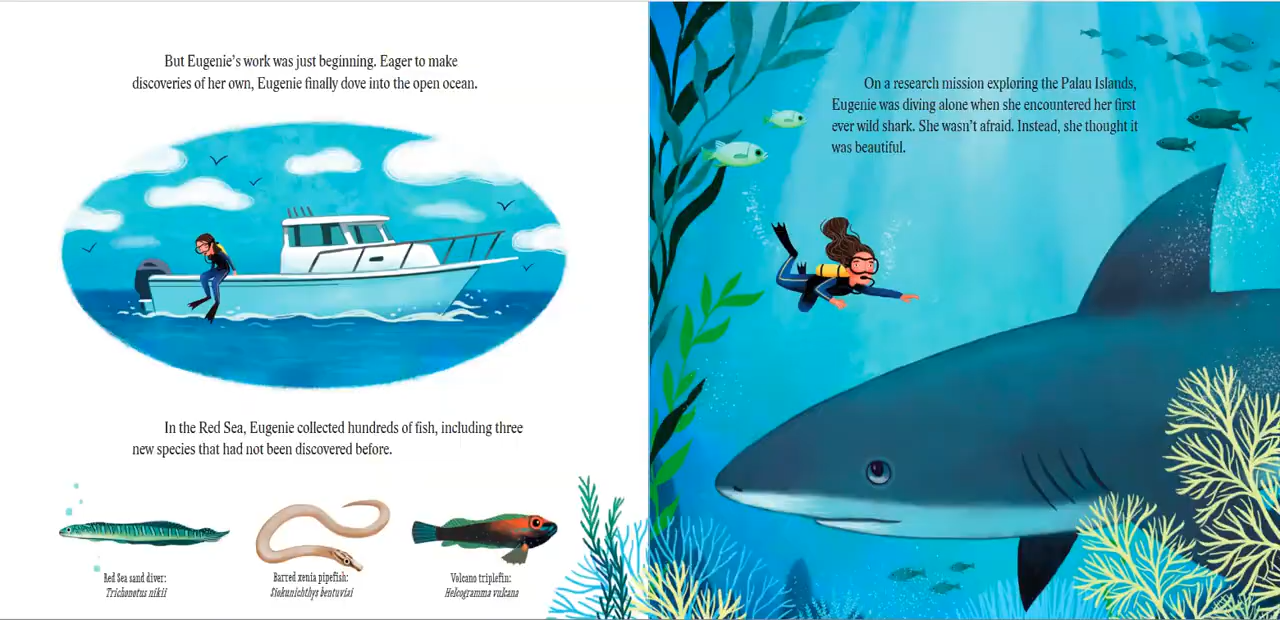 But Eugenie's work was just beginning. Eager to make
discoveries of her own, Eugenie finally dove into the open ocean.
In the Red Sea, Eugenie collected hundreds of fish, including three
new species that had not been discovered before.
Red Sea sand diver:
Trichonotus nikii
Barred xenia pipefish:
Siokunichthys bentuviai
Volcano triplefin:
Helcogramma vulcana
On a research mission exploring the Palau Islands,
Eugenie was diving alone when she encountered her first
ever wild shark. She wasn't afraid. Instead, she thought it
was beautiful.